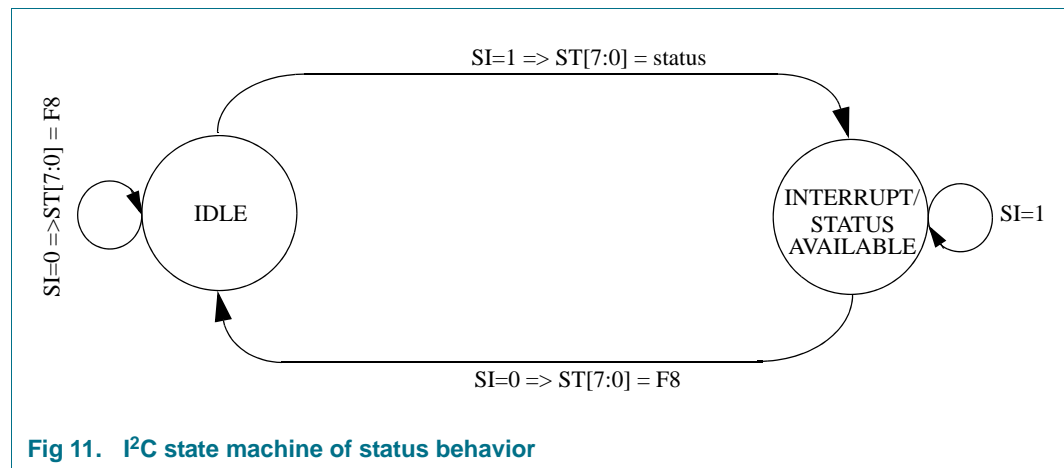 SI=1 => ST[7:0] = status
SI=0 =>ST[7:0] = F8
IDLE
INTERRUPT/
STATUS
AVAILABLE
SI=1
SI=0 => ST[7:0] = F8
Fig 11. I²C state machine of status behavior